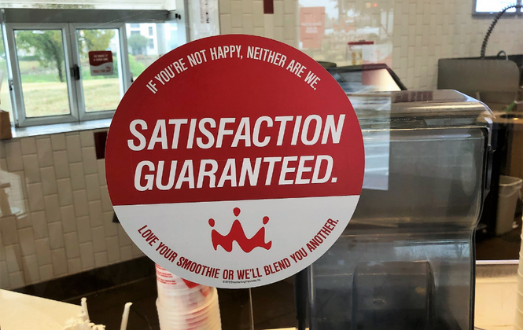 IF YOU'RE NOT HAPPY, NEITHER ARE WE.
SATISFACTION
GUARANTEED.
LOVE YOUR SMOOTHIE OR WE'LL BLEND YOU ANOTHER.